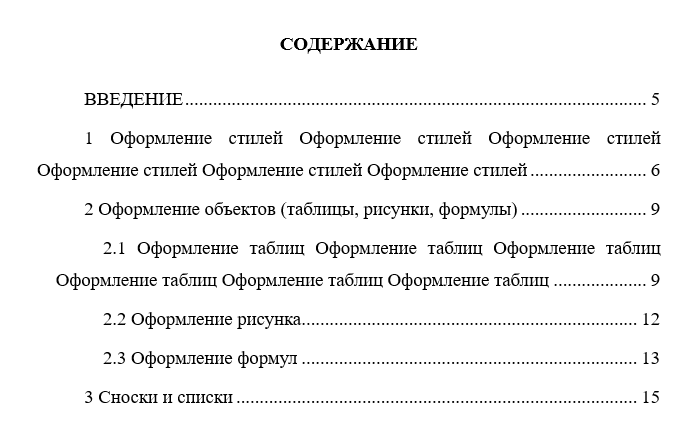 СОДЕРЖАНИЕ
ВВЕДЕНИЕ.................................................................................................... 5
1 Оформление стилей Оформление стилей Оформление стилей
Оформление стилей Оформление стилей Оформление стилей.......................... 6
2 Оформление объектов (таблицы, рисунки, формулы)............................ 9
2.1 Оформление таблиц Оформление таблиц Оформление таблиц
Оформление таблиц Оформление таблиц Оформление таблиц .................... 9
2.2 Оформление рисунка......................................................................... 12
2.3 Оформление формул ......................................................................... 13
3 Сноски и списки ........................................................................................ 15